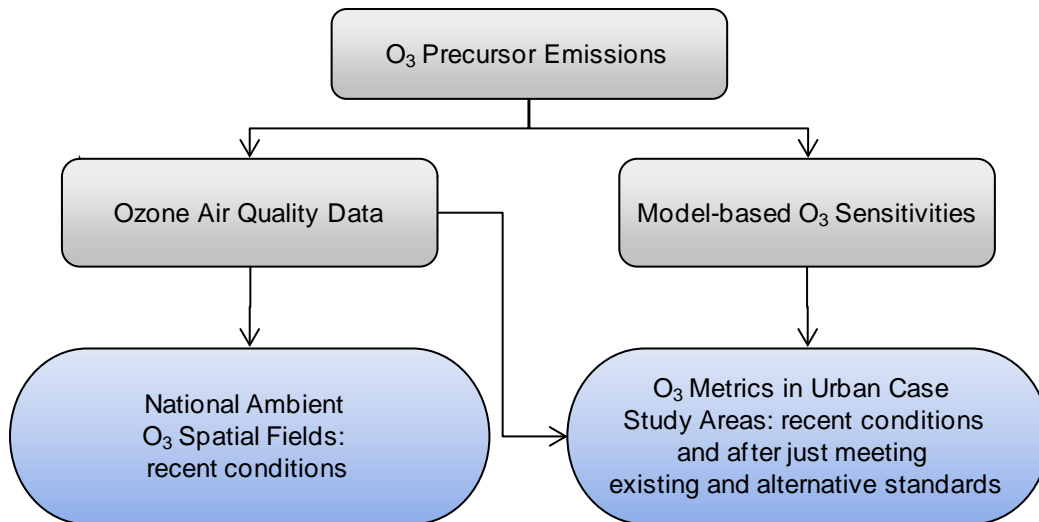 O3 Precursor Emissions
Ozone Air Quality Data
Model-based O3 Sensitivities
National Ambient
O3 Spatial Fields:
recent conditions
O3 Metrics in Urban Case
Study Areas: recent conditions
and after just meeting
existing and alternative standards